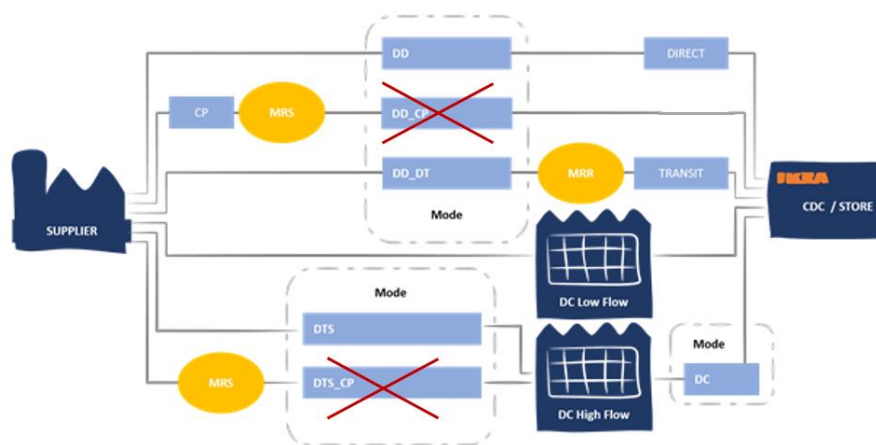 DD
DIRECT
CP
MRS
DD_CP
DD_DT
MRR
TRANSIT
Mode
SUPPLIER
IKEA
CDC / STORE
DC Low Flow
Mode
DTS
Mode
MRS
DTS_CP
DC High Flow
DC